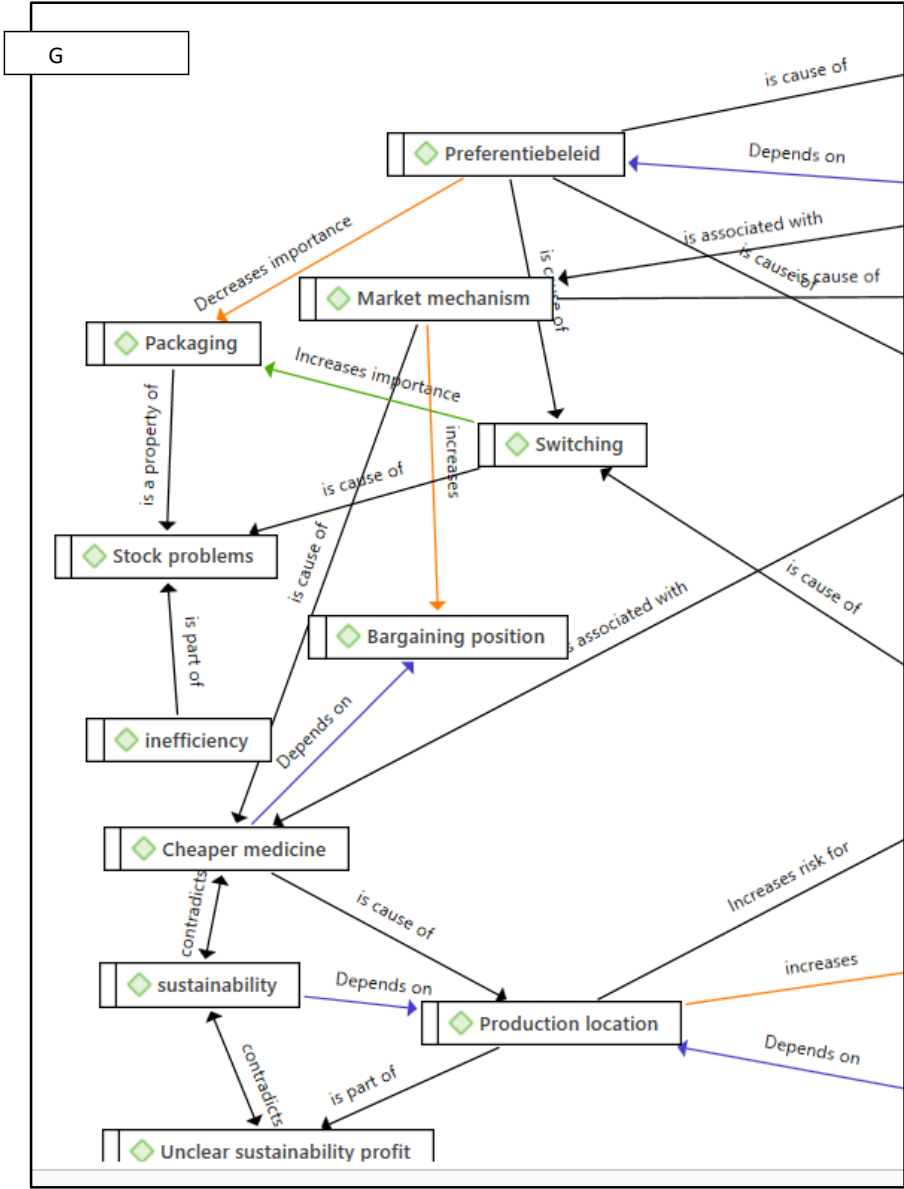 G
is cause of
Preferentiebeleid
Depends on
is associated with
Decreases importance
is cause of
is cause of
is cause of
Market mechanism
Packaging
Increases importance
Switching
increases
is a property of
is cause of
Stock problems
is cause of
is cause of
associated with
is part of
Bargaining position
inefficiency
Depends on
Cheaper medicine
contradicts
is cause of
Increases risk for
sustainability
Depends on
increases
Production location
Depends on
contradicts
is part of
Unclear sustainability profit